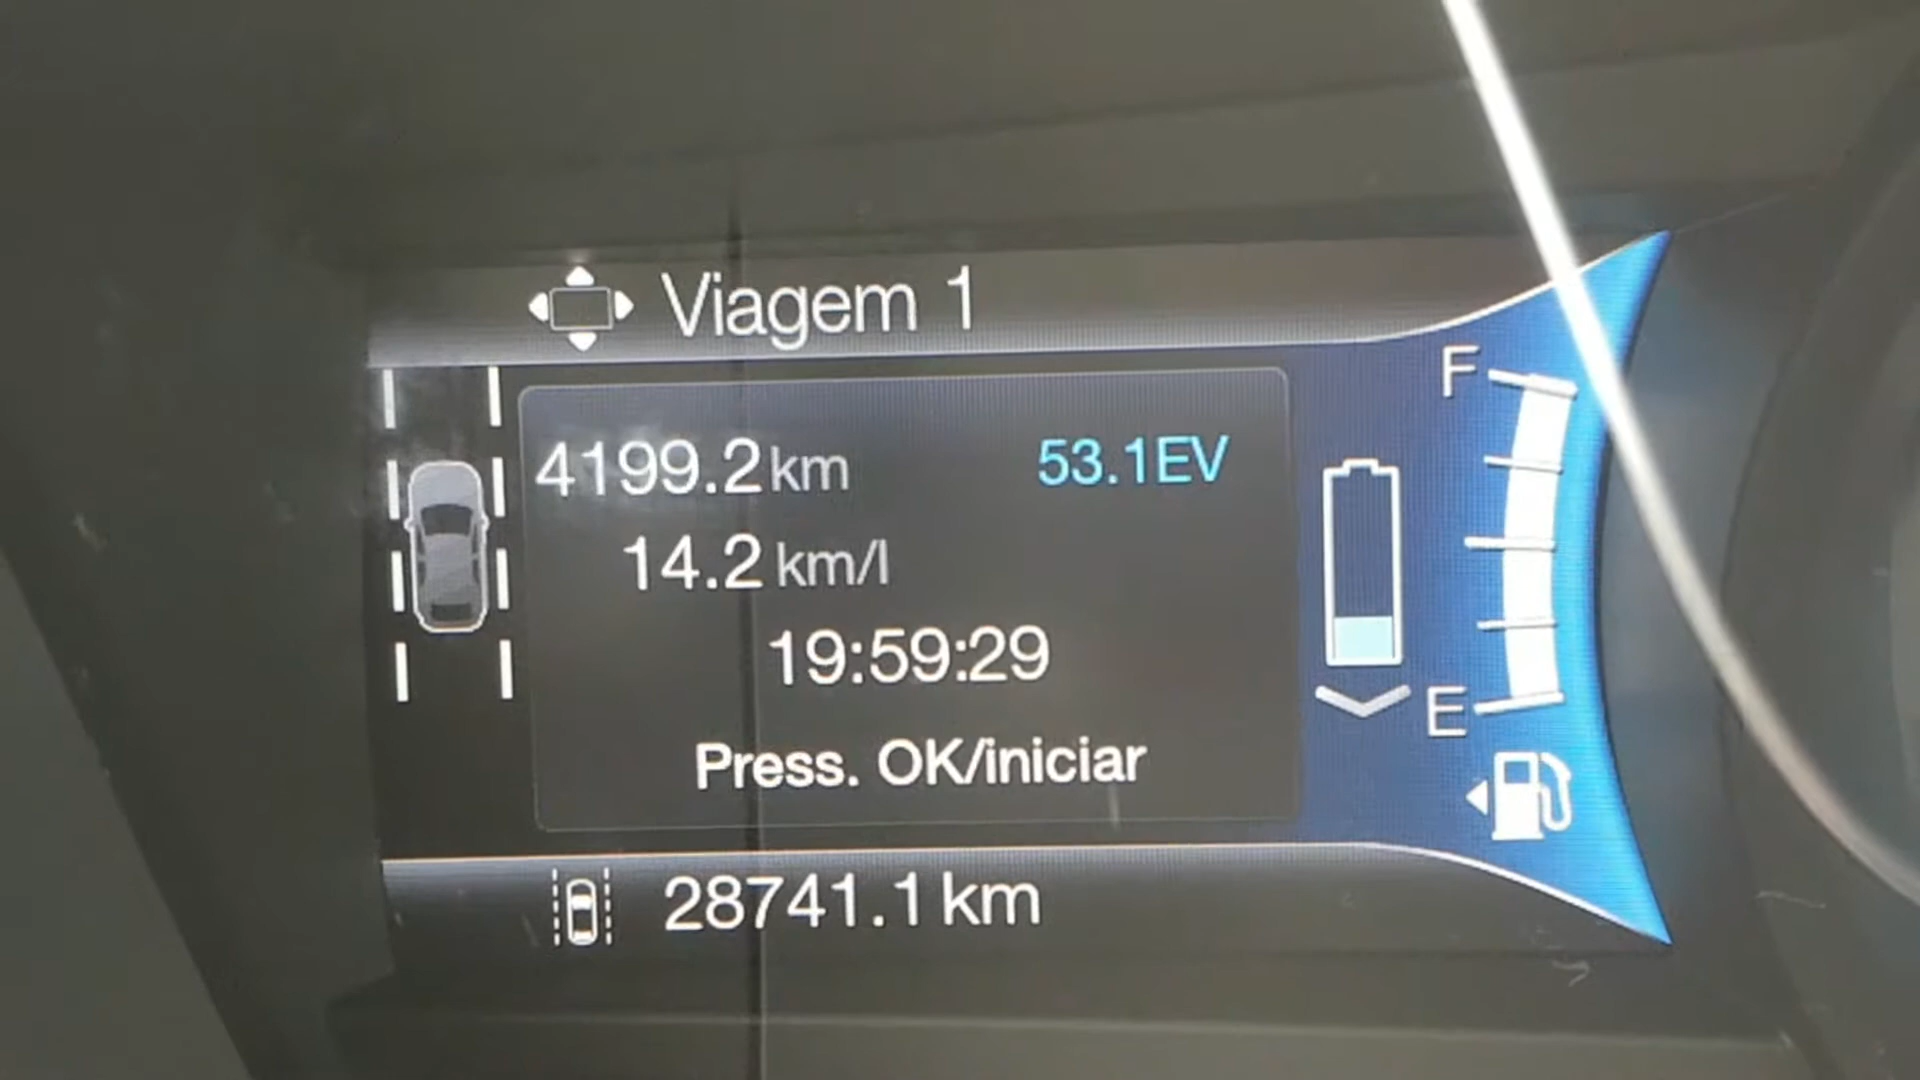 Viagem 1
4199.2 km 53.1EV
14.2 km/l
19:59:29
Press. OK/iniciar
F
E
28741.1 km